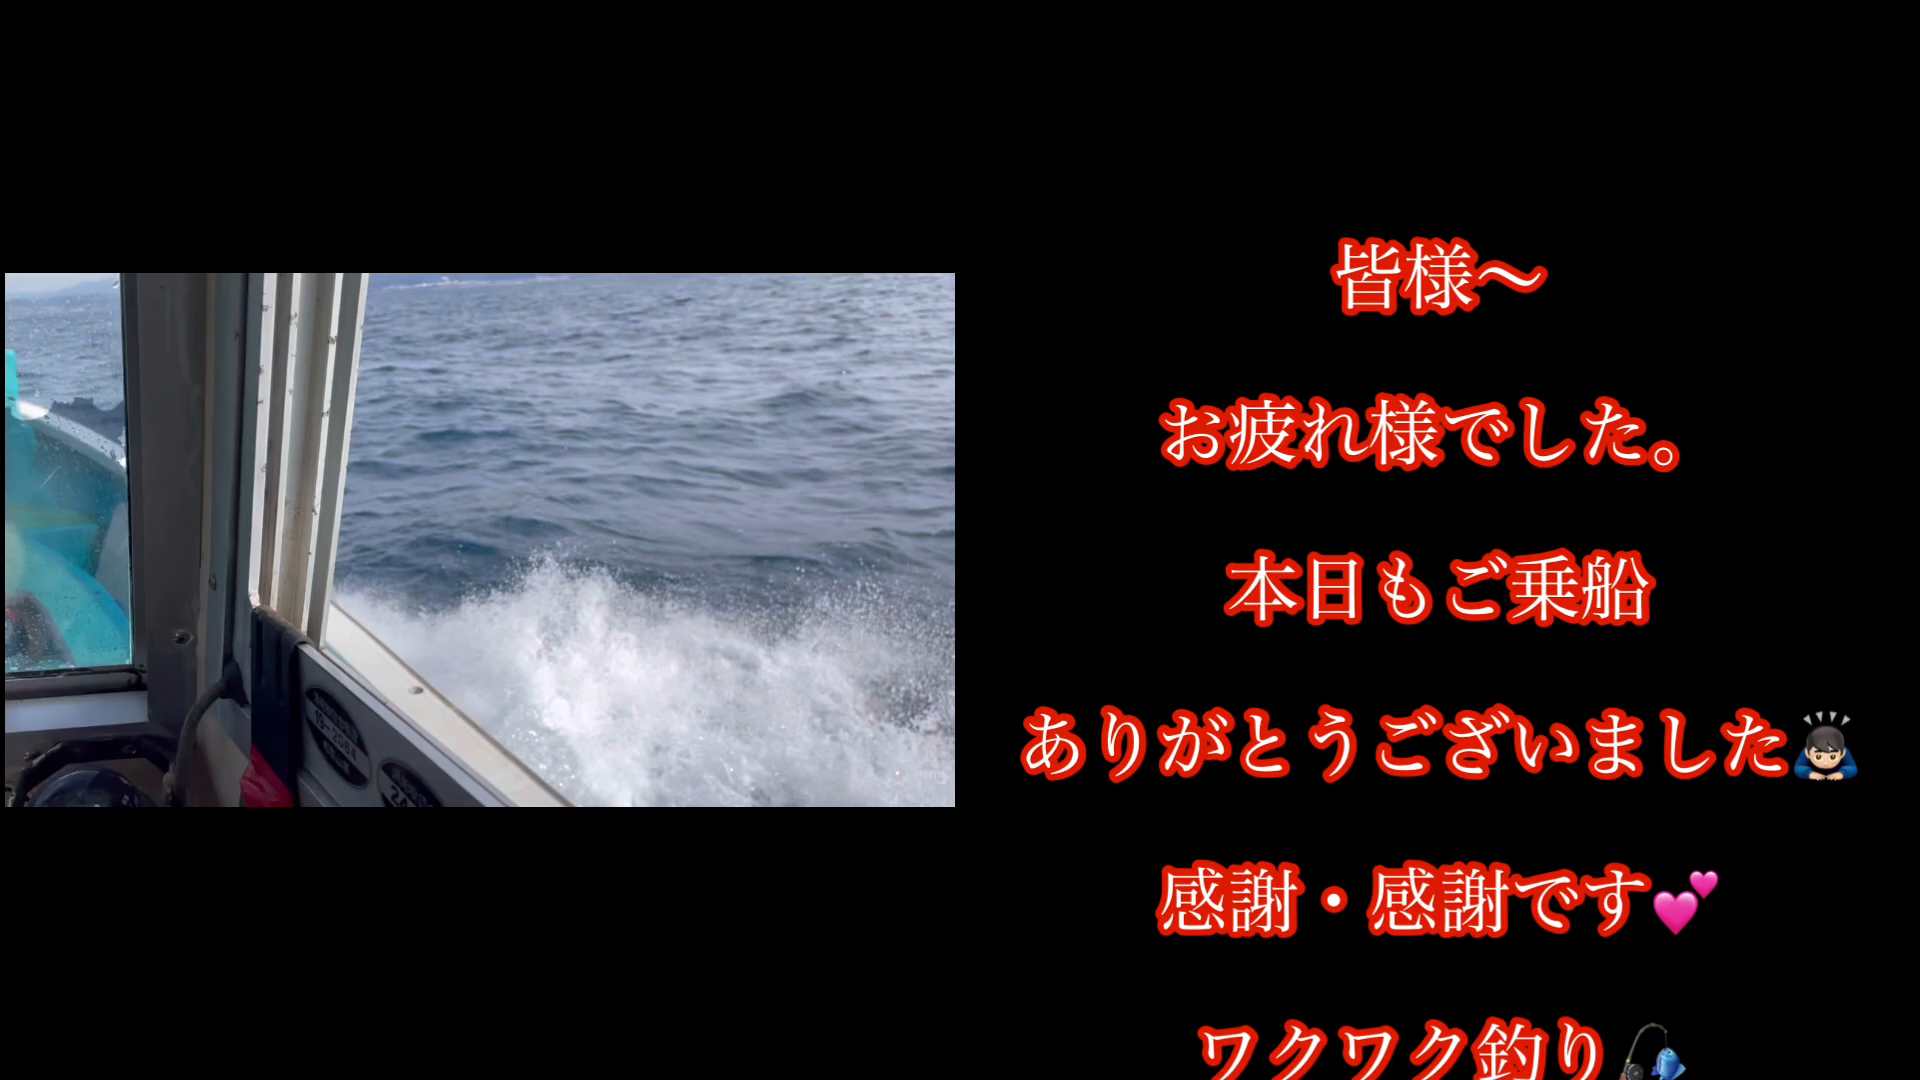 皆様〜
お疲れ様でした。
本日もご乗船
ありがとうございました🙇🏻‍♂️
感謝・感謝です💕
ワクワク釣り🎣